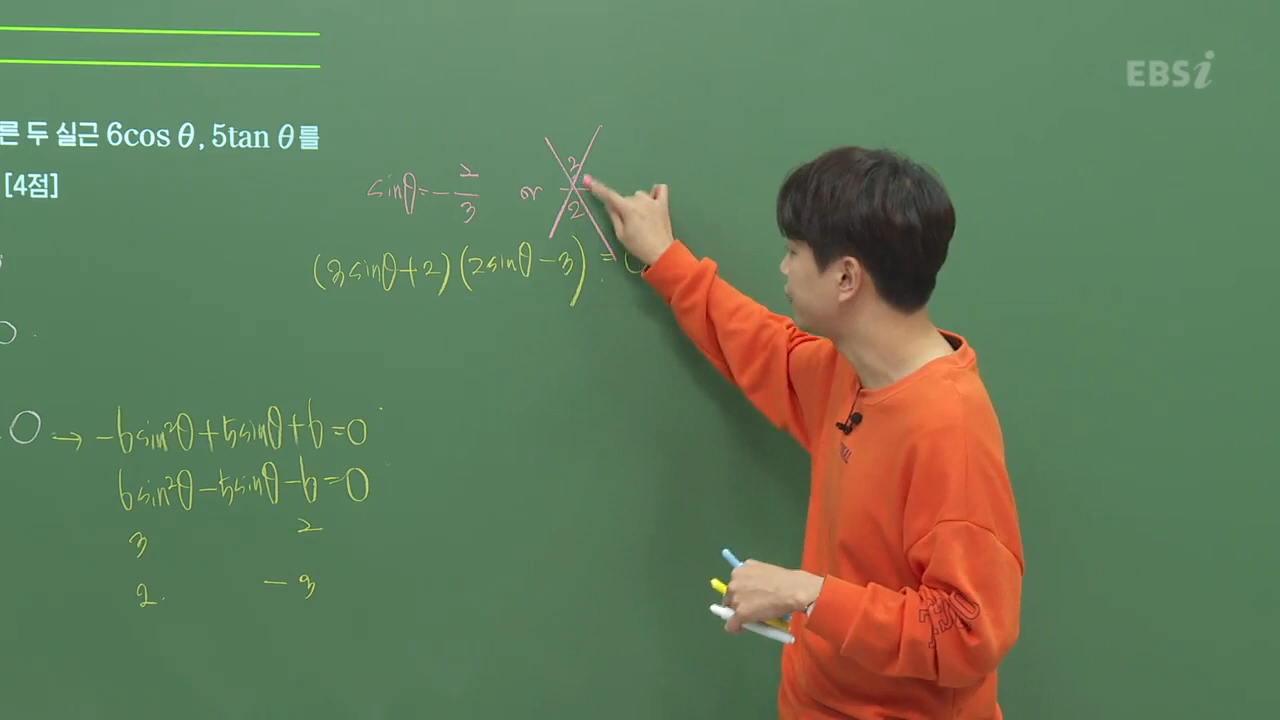 EBSi
른 두 실근 6cos θ, 5tan θ를
[4점]
sinθ=-2/3 or 3/2
(3sinθ+2)(2sinθ-3)=0
0 → -6sin²θ+5sinθ+6=0
6sin²θ-5sinθ-6=0
3 2
2 -3